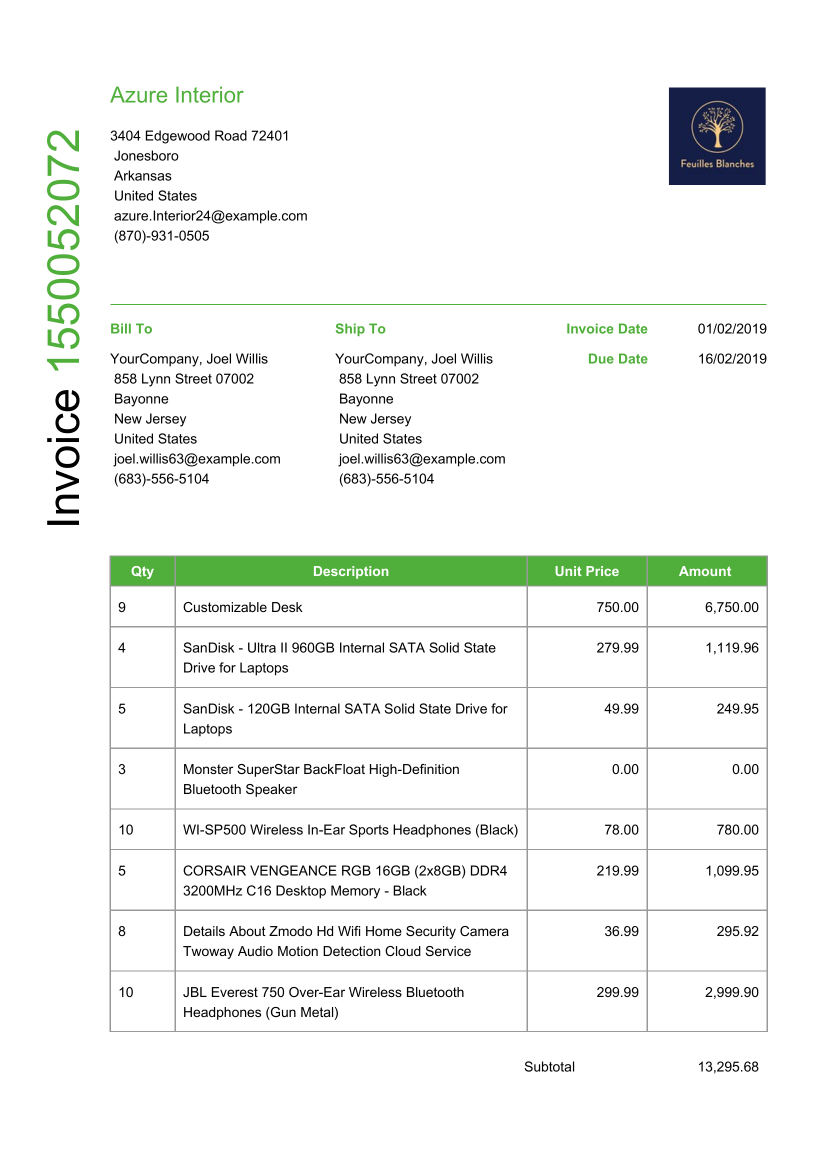 Azure Interior
3404 Edgewood Road 72401
Jonesboro
Arkansas
United States
azure.Interior24@example.com
(870)-931-0505
Feuilles Blanches
Invoice 1550052072
Bill To
YourCompany, Joel Willis
858 Lynn Street 07002
Bayonne
New Jersey
United States
joel.willis63@example.com
(683)-556-5104
Ship To
YourCompany, Joel Willis
858 Lynn Street 07002
Bayonne
New Jersey
United States
joel.willis63@example.com
(683)-556-5104
Invoice Date 01/02/2019
Due Date 16/02/2019
Qty Description Unit Price Amount
9 Customizable Desk 750.00 6,750.00
4 SanDisk - Ultra II 960GB Internal SATA Solid State 279.99 1,119.96
Drive for Laptops
5 SanDisk - 120GB Internal SATA Solid State Drive for 49.99 249.95
Laptops
3 Monster SuperStar BackFloat High-Definition 0.00 0.00
Bluetooth Speaker
10 WI-SP500 Wireless In-Ear Sports Headphones (Black) 78.00 780.00
5 CORSAIR VENGEANCE RGB 16GB (2x8GB) DDR4 219.99 1,099.95
3200MHz C16 Desktop Memory - Black
8 Details About Zmodo Hd Wifi Home Security Camera 36.99 295.92
Twoway Audio Motion Detection Cloud Service
10 JBL Everest 750 Over-Ear Wireless Bluetooth 299.99 2,999.90
Headphones (Gun Metal)
Subtotal 13,295.68